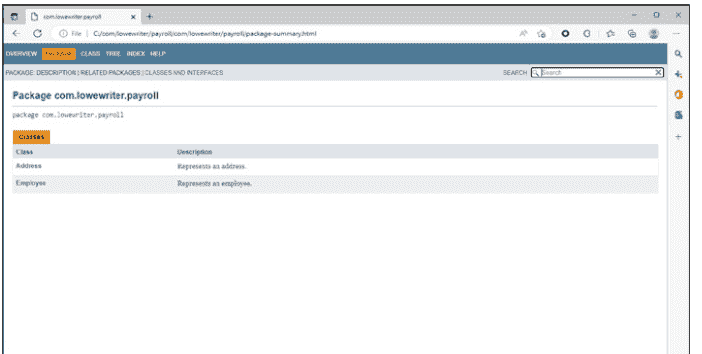 com.lowewriter.payroll
File | C:/com/lowewriter/payroll/com/lowewriter/payroll/package-summary.html
OVERVIEW PACKAGE CLASS TREE INDEX HELP
PACKAGE: DESCRIPTION | RELATED PACKAGES | CLASSES AND INTERFACES SEARCH Search
Package com.lowewriter.payroll
package com.lowewriter.payroll
Classes
Class Description
Address Represents an address.
Employee Represents an employee.